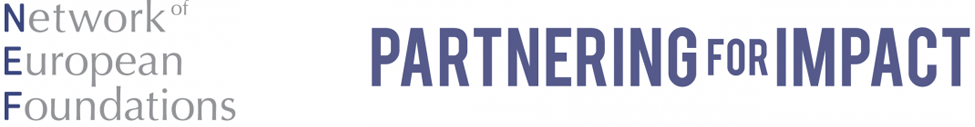 Network of
European
Foundations
PARTNERING FOR IMPACT